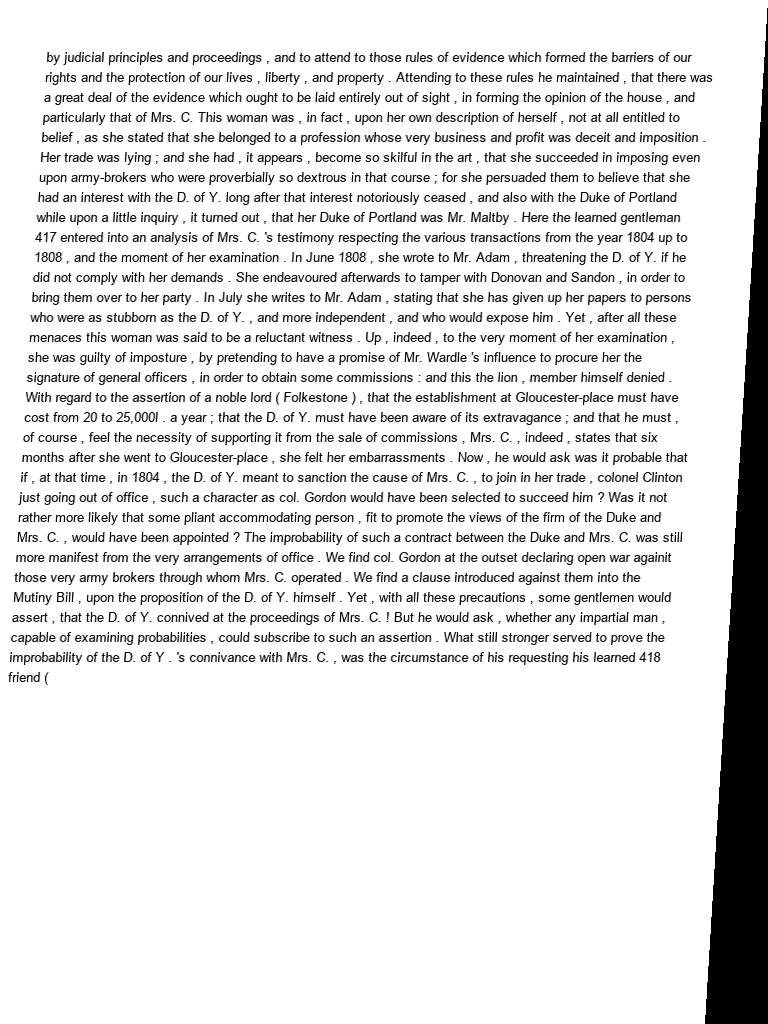 by judicial principles and proceedings , and to attend to those rules of evidence which formed the barriers of our
rights and the protection of our lives , liberty , and property . Attending to these rules he maintained , that there was
a great deal of the evidence which ought to be laid entirely out of sight , in forming the opinion of the house , and
particularly that of Mrs. C. This woman was , in fact , upon her own description of herself , not at all entitled to
belief , as she stated that she belonged to a profession whose very business and profit was deceit and imposition .
Her trade was lying ; and she had , it appears , become so skilful in the art , that she succeeded in imposing even
upon army-brokers who were proverbially so dextrous in that course ; for she persuaded them to believe that she
had an interest with the D. of Y. long after that interest notoriously ceased , and also with the Duke of Portland
while upon a little inquiry , it turned out , that her Duke of Portland was Mr. Maltby . Here the learned gentleman
417 entered into an analysis of Mrs. C. 's testimony respecting the various transactions from the year 1804 up to
1808 , and the moment of her examination . In June 1808 , she wrote to Mr. Adam , threatening the D. of Y. if he
did not comply with her demands . She endeavoured afterwards to tamper with Donovan and Sandon , in order to
bring them over to her party . In July she writes to Mr. Adam , stating that she has given up her papers to persons
who were as stubborn as the D. of Y. , and more independent , and who would expose him . Yet , after all these
menaces this woman was said to be a reluctant witness . Up , indeed , to the very moment of her examination ,
she was guilty of imposture , by pretending to have a promise of Mr. Wardle 's influence to procure her the
signature of general officers , in order to obtain some commissions : and this the lion , member himself denied .
With regard to the assertion of a noble lord ( Folkestone ) , that the establishment at Gloucester-place must have
cost from 20 to 25,000l . a year ; that the D. of Y. must have been aware of its extravagance ; and that he must ,
of course , feel the necessity of supporting it from the sale of commissions , Mrs. C. , indeed , states that six
months after she went to Gloucester-place , she felt her embarrassments . Now , he would ask was it probable that
if , at that time , in 1804 , the D. of Y. meant to sanction the cause of Mrs. C. , to join in her trade , colonel Clinton
just going out of office , such a character as col. Gordon would have been selected to succeed him ? Was it not
rather more likely that some pliant accommodating person , fit to promote the views of the firm of the Duke and
Mrs. C. , would have been appointed ? The improbability of such a contract between the Duke and Mrs. C. was still
more manifest from the very arrangements of office . We find col. Gordon at the outset declaring open war againit
those very army brokers through whom Mrs. C. operated . We find a clause introduced against them into the
Mutiny Bill , upon the proposition of the D. of Y. himself . Yet , with all these precautions , some gentlemen would
assert , that the D. of Y. connived at the proceedings of Mrs. C. ! But he would ask , whether any impartial man ,
capable of examining probabilities , could subscribe to such an assertion . What still stronger served to prove the
improbability of the D. of Y . 's connivance with Mrs. C. , was the circumstance of his requesting his learned 418
friend (